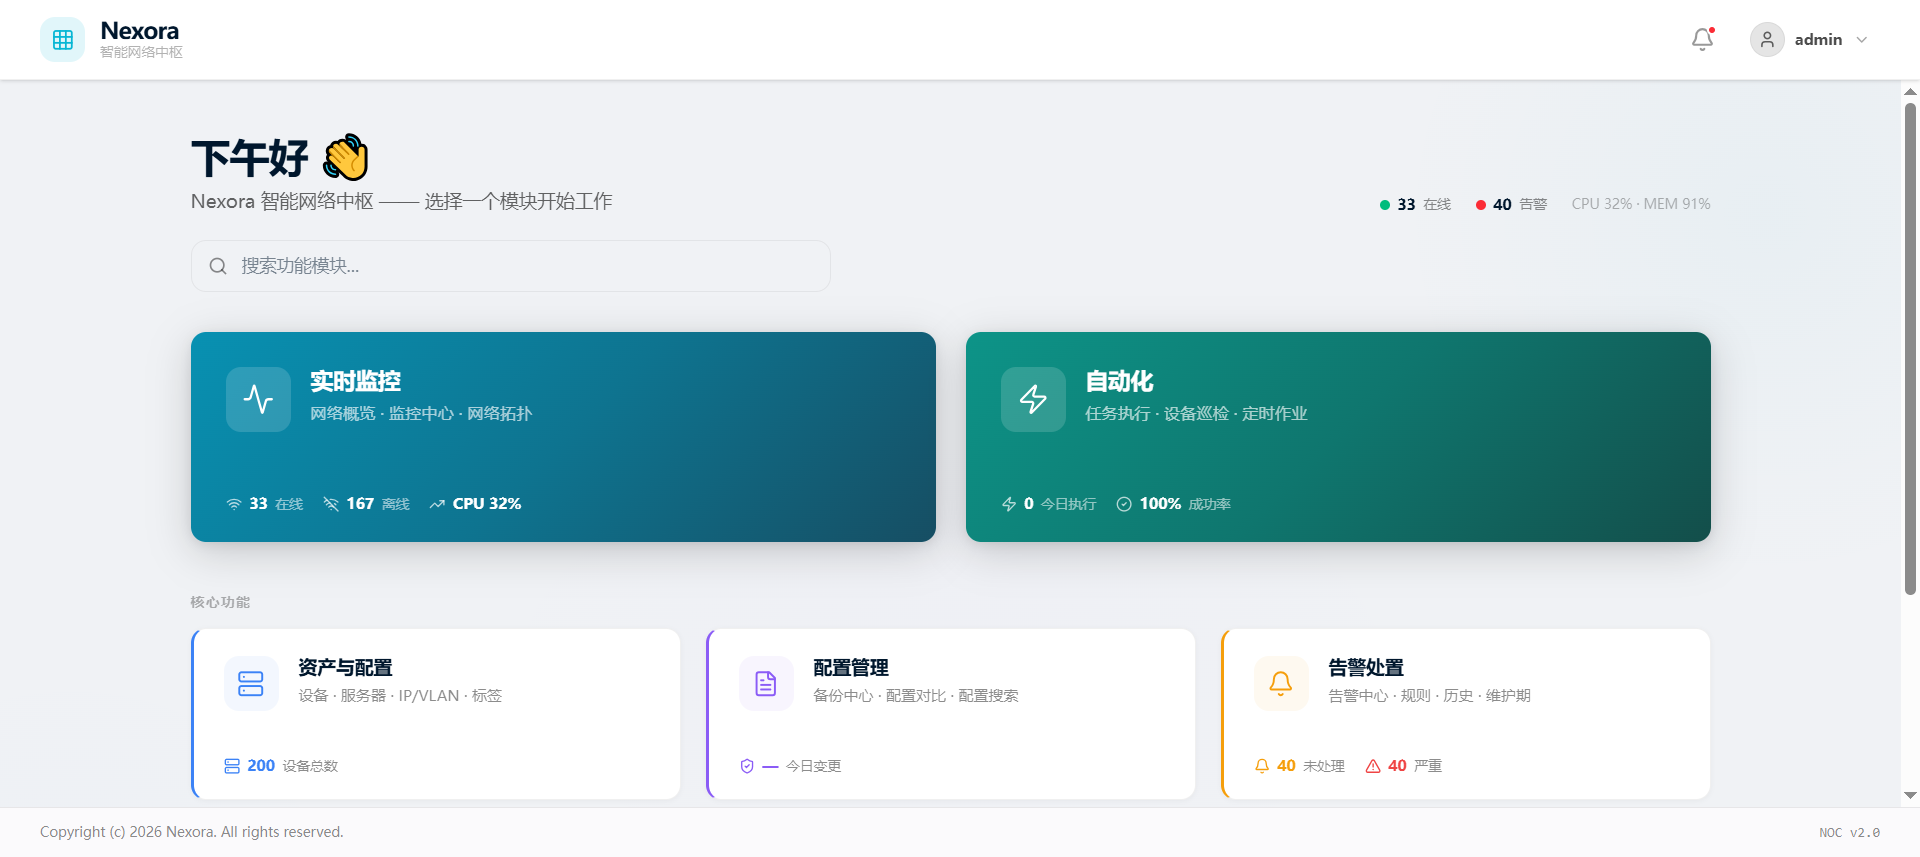 Nexora
智能网络中枢
admin
下午好 👋
Nexora 智能网络中枢 —— 选择一个模块开始工作
33 在线 40 告警 CPU 32% · MEM 91%
搜索功能模块...
实时监控
网络概览 · 监控中心 · 网络拓扑
33 在线 167 离线 CPU 32%
自动化
任务执行 · 设备巡检 · 定时作业
0 今日执行 100% 成功率
核心功能
资产与配置
设备 · 服务器 · IP/VLAN · 标签
200 设备总数
配置管理
备份中心 · 配置对比 · 配置搜索
— 今日变更
告警处置
告警中心 · 规则 · 历史 · 维护期
40 未处理 40 严重
Copyright (c) 2026 Nexora. All rights reserved.
NOC v2.0